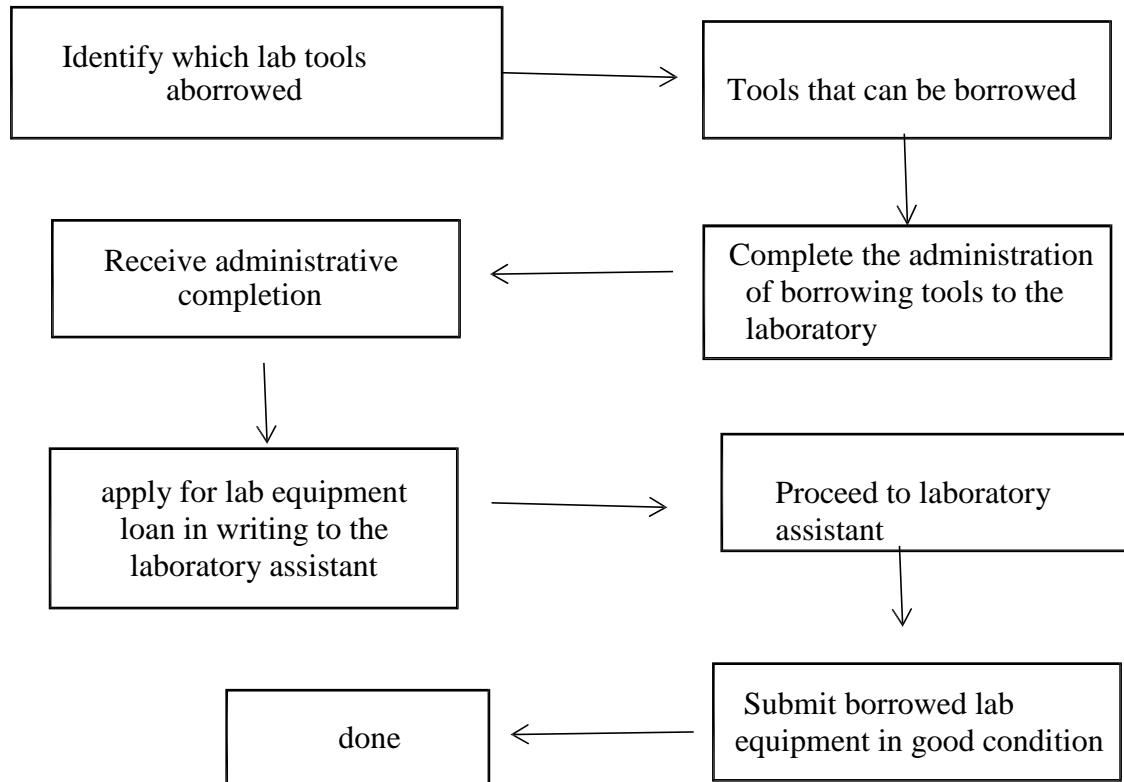 Identify which lab tools
aborrowed
Tools that can be borrowed
Complete the administration
of borrowing tools to the
laboratory
Receive administrative
completion
apply for lab equipment
loan in writing to the
laboratory assistant
Proceed to laboratory
assistant
Submit borrowed lab
equipment in good condition
done